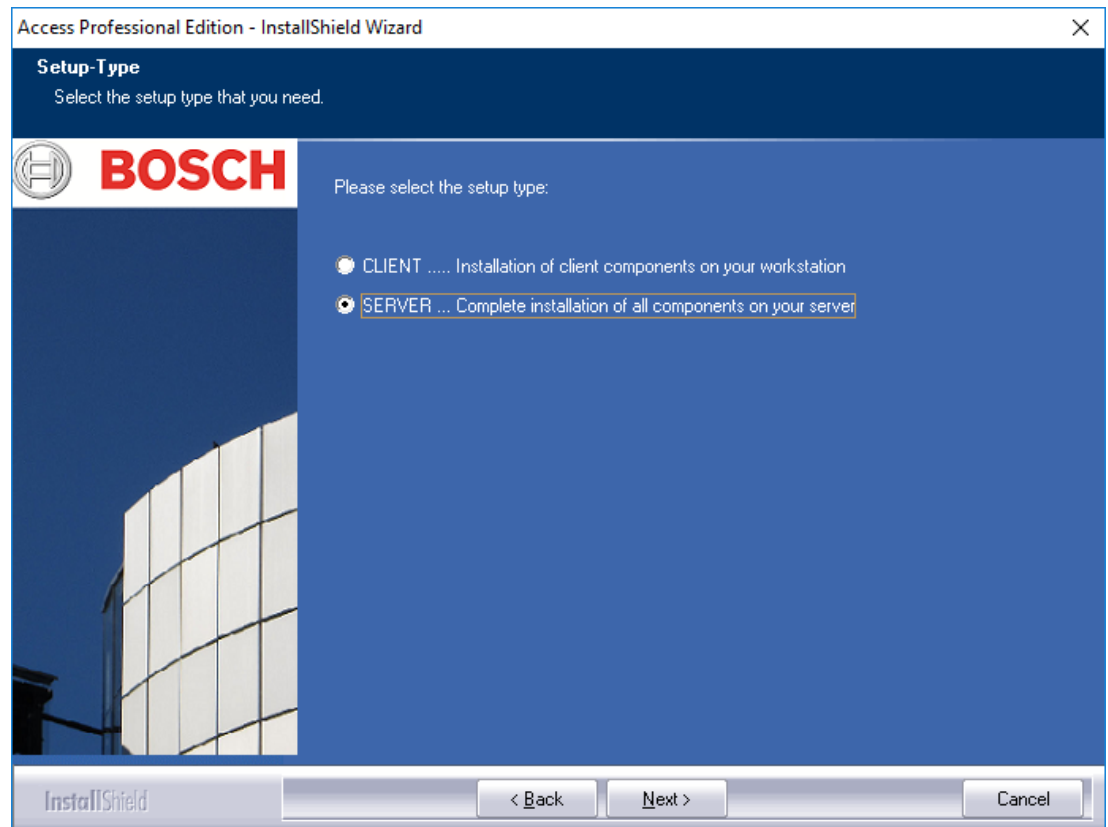 Access Professional Edition - InstallShield Wizard
Setup-Type
Select the setup type that you need.
BOSCH
Please select the setup type:
CLIENT ..... Installation of client components on your workstation
SERVER ... Complete installation of all components on your server
InstallShield
< Back
Next >
Cancel